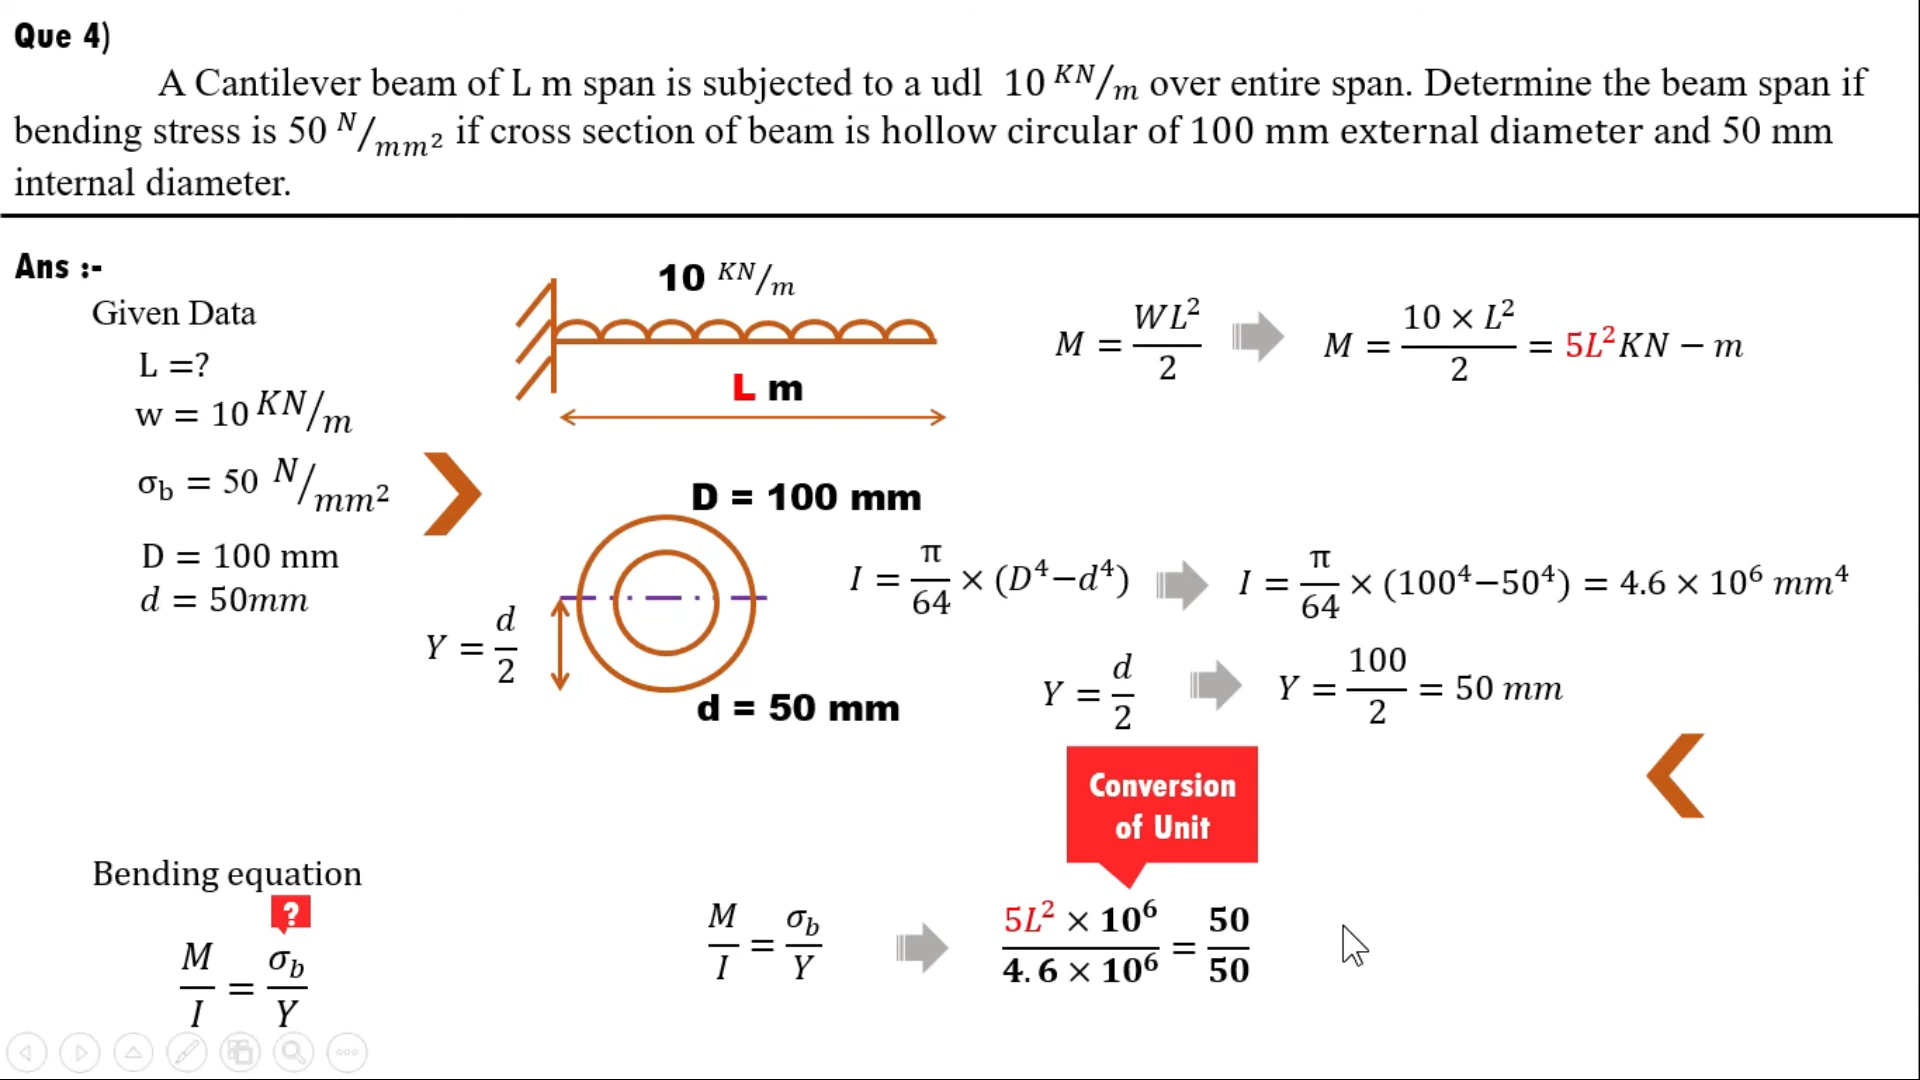 Que 4)
A Cantilever beam of L m span is subjected to a udl 10 KN/m over entire span. Determine the beam span if
bending stress is 50 N/mm² if cross section of beam is hollow circular of 100 mm external diameter and 50 mm
internal diameter.
Ans :-
Given Data
L =?
w = 10 KN/m
σb = 50 N/mm²
D = 100 mm
d = 50mm
10 KN/m
L m
D = 100 mm
Y = d/2
d = 50 mm
M = WL²/2
M = 10 × L²/2 = 5L²KN − m
I = π/64 × (D⁴−d⁴)
I = π/64 × (100⁴−50⁴) = 4.6 × 10⁶ mm⁴
Y = d/2
Y = 100/2 = 50 mm
Conversion
of Unit
Bending equation
?
M/I = σb/Y
M/I = σb/Y
5L² × 10⁶/4.6 × 10⁶ = 50/50